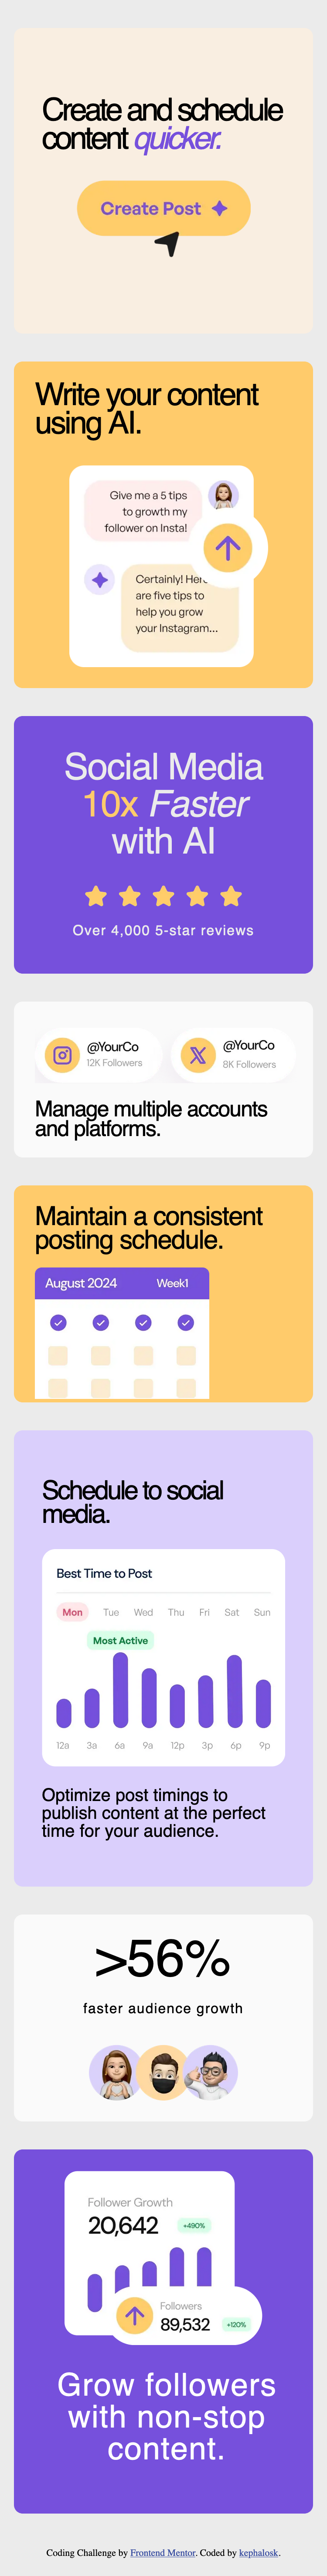 Create and schedule
content quicker.
Create Post
Write your content
using AI.
Give me a 5 tips
to growth my
follower on Insta!
Certainly! Here
are five tips to
help you grow
your Instagram...
Social Media
10x Faster
with AI
Over 4,000 5-star reviews
@YourCo
12K Followers
@YourCo
8K Followers
Manage multiple accounts
and platforms.
Maintain a consistent
posting schedule.
August 2024 Week1
Schedule to social
media.
Best Time to Post
Mon Tue Wed Thu Fri Sat Sun
Most Active
12a 3a 6a 9a 12p 3p 6p 9p
Optimize post timings to
publish content at the perfect
time for your audience.
>56%
faster audience growth
Follower Growth
20,642 +490%
Followers
89,532 +120%
Grow followers
with non-stop
content.
Coding Challenge by Frontend Mentor. Coded by kephalosk.